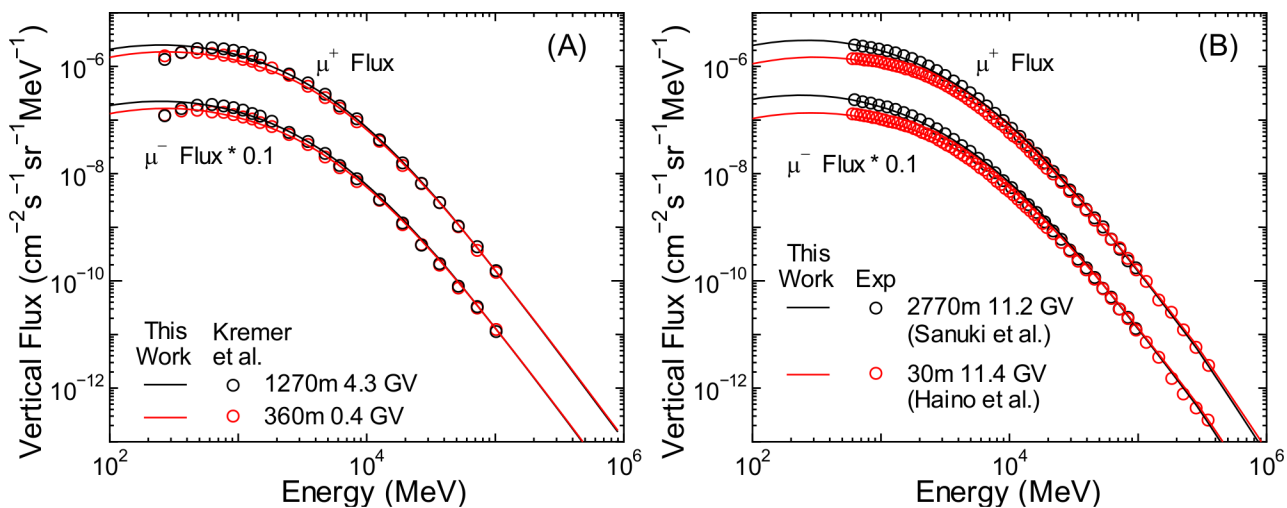 Vertical Flux (cm⁻²s⁻¹sr⁻¹MeV⁻¹)
10⁻⁶
10⁻⁸
10⁻¹⁰
10⁻¹²
(A)
μ⁺ Flux
μ⁻ Flux * 0.1
This Work
Kremer et al.
1270m 4.3 GV
360m 0.4 GV
10² 10³ 10⁴ 10⁵ 10⁶
Energy (MeV)
Vertical Flux (cm⁻²s⁻¹sr⁻¹MeV⁻¹)
10⁻⁶
10⁻⁸
10⁻¹⁰
10⁻¹²
(B)
μ⁺ Flux
μ⁻ Flux * 0.1
This
Work Exp
2770m 11.2 GV
(Sanuki et al.)
30m 11.4 GV
(Haino et al.)
10² 10³ 10⁴ 10⁵ 10⁶
Energy (MeV)